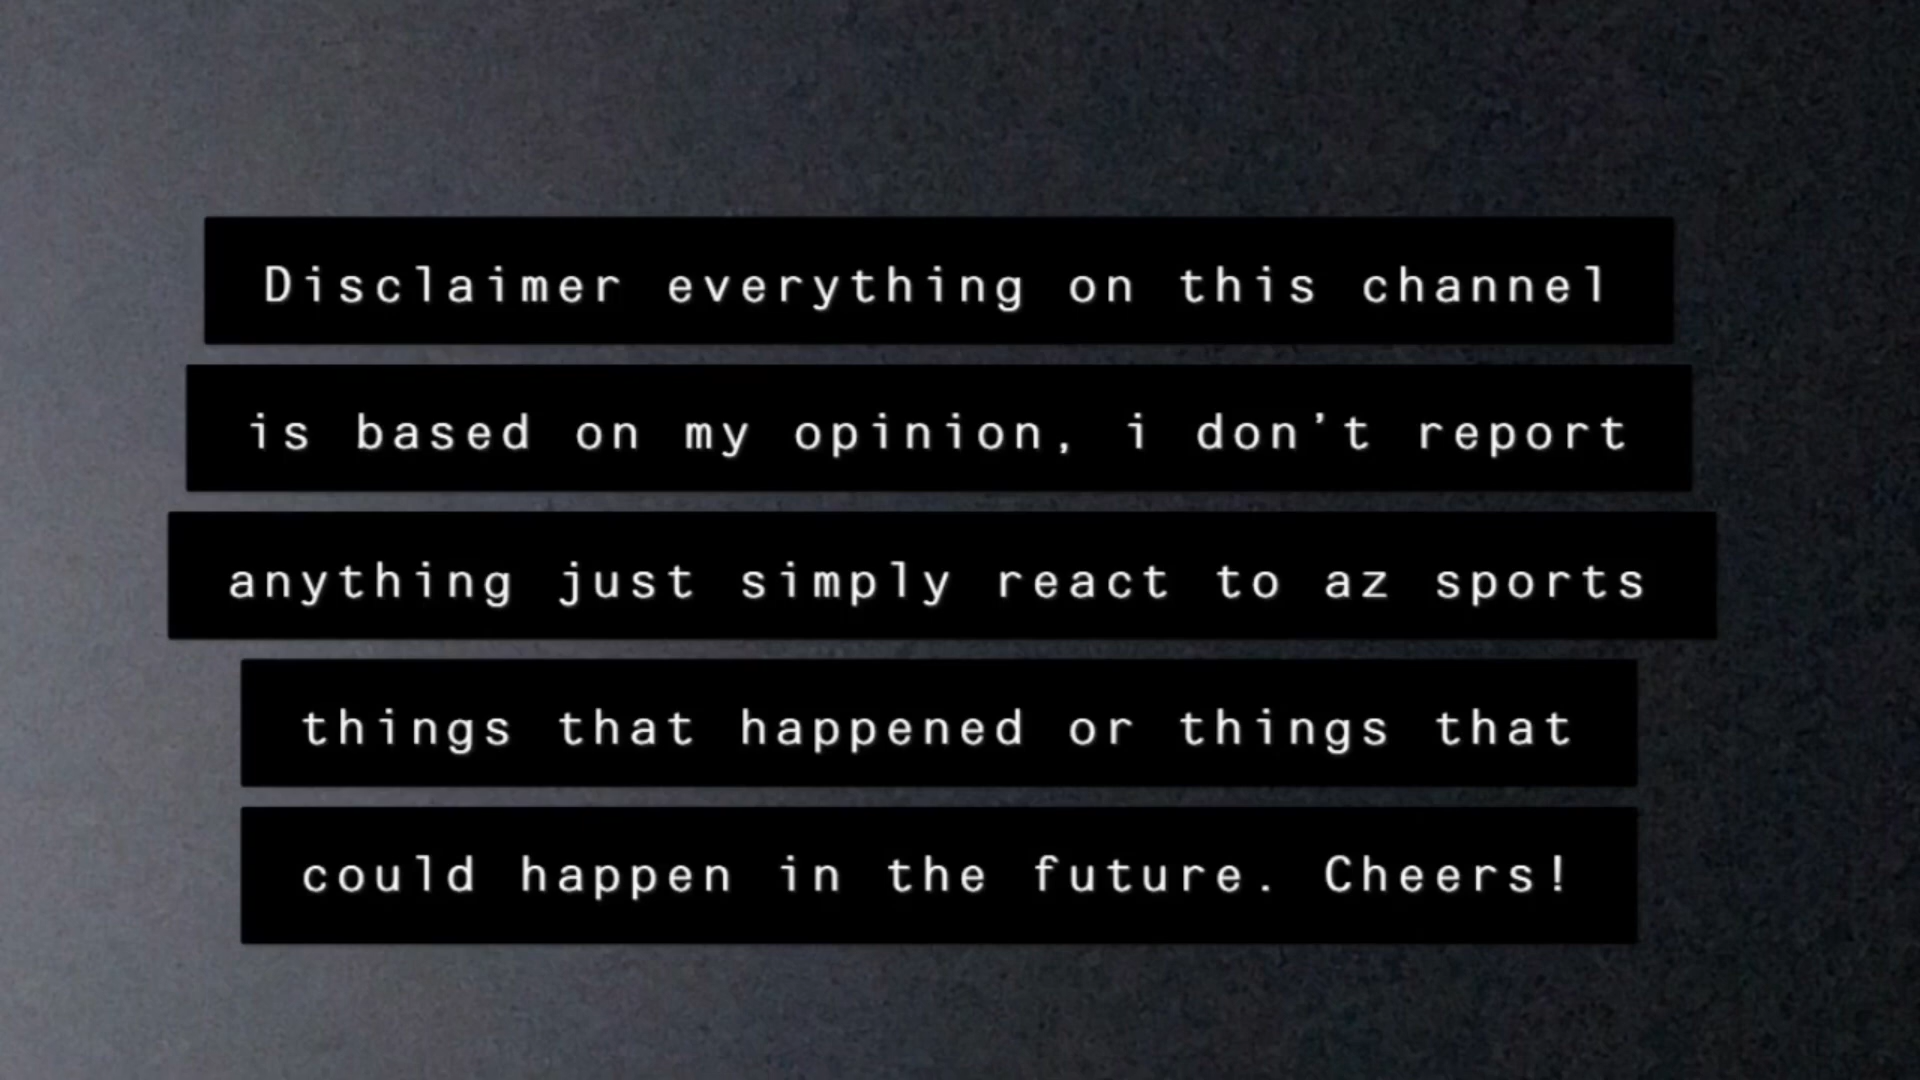 Disclaimer everything on this channel
is based on my opinion, i don't report
anything just simply react to az sports
things that happened or things that
could happen in the future. Cheers!